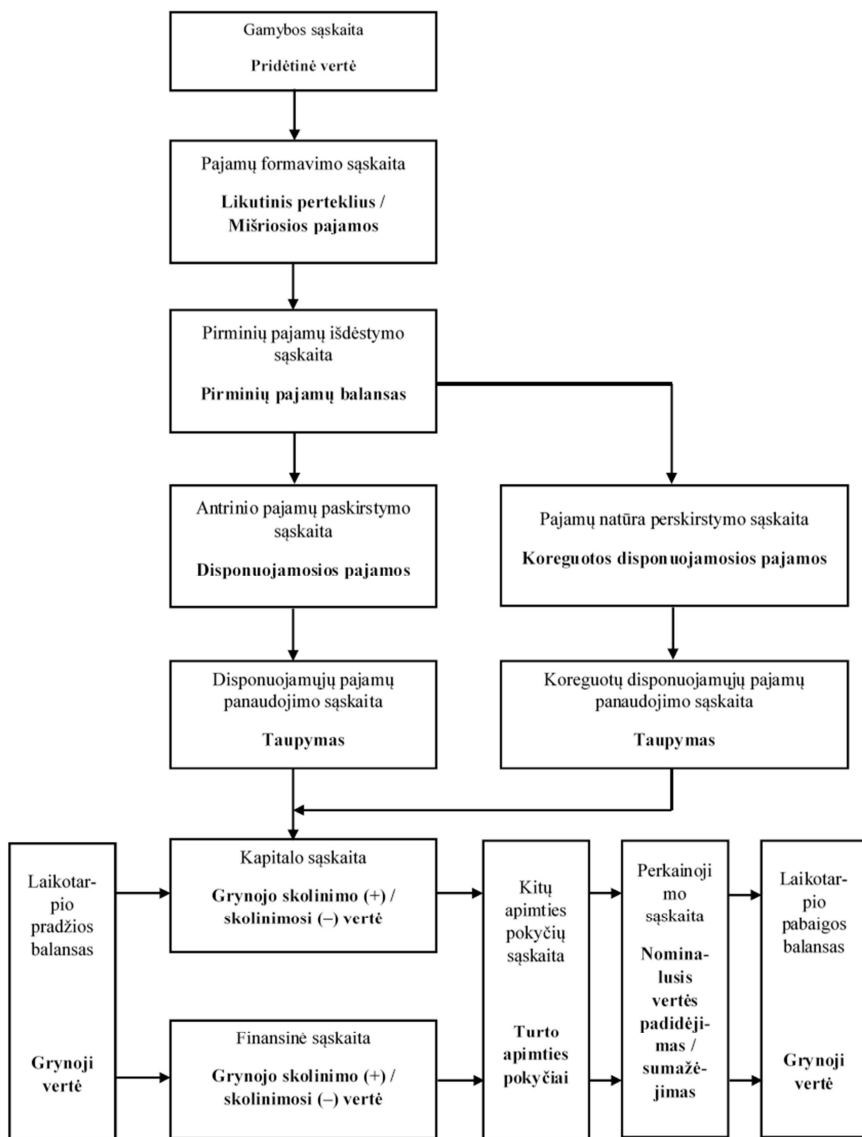 Gamybos sąskaita
Pridėtinė vertė
Pajamų formavimo sąskaita
Likutinis perteklius /
Mišriosios pajamos
Pirminių pajamų išdėstymo
sąskaita
Pirminių pajamų balansas
Antrinio pajamų paskirstymo
sąskaita
Disponuojamosios pajamos
Pajamų natūra perskirstymo sąskaita
Koreguotos disponuojamosios pajamos
Disponuojamųjų pajamų
panaudojimo sąskaita
Taupymas
Koreguotų disponuojamųjų pajamų
panaudojimo sąskaita
Taupymas
Laikotar-
pio
pradžios
balansas
Grynoji
vertė
Kapitalo sąskaita
Grynojo skolinimo (+) /
skolinimosi (–) vertė
Finansinė sąskaita
Grynojo skolinimo (+) /
skolinimosi (–) vertė
Kitų
apimties
pokyčių
sąskaita
Turto
apimties
pokyčiai
Perkainoji
mo
sąskaita
Nomina-
lusis
vertės
padidėji-
mas /
sumažė-
jimas
Laikotar-
pio
pabaigos
balansas
Grynoji
vertė